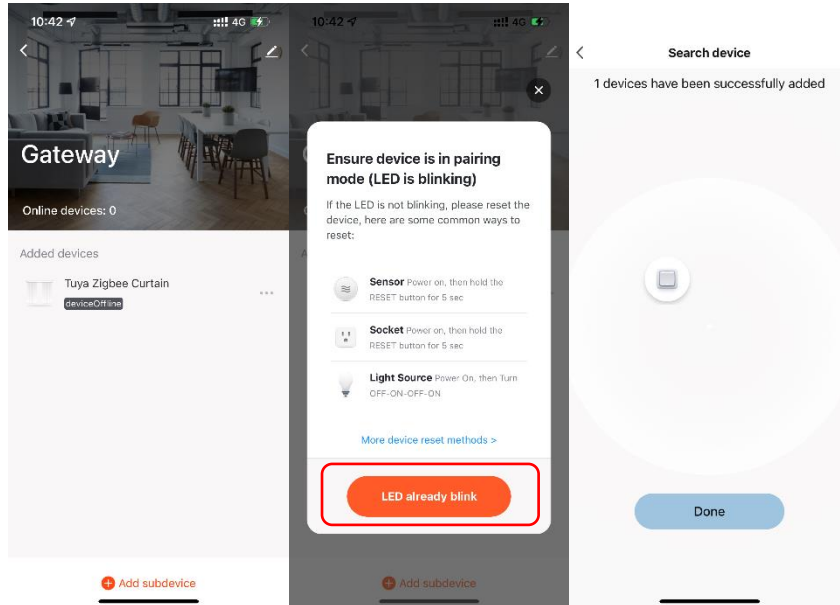 10:42
4G
Gateway
Online devices: 0
Added devices
Tuya Zigbee Curtain
deviceOffline
Add subdevice
10:42
4G
Ensure device is in pairing
mode (LED is blinking)
If the LED is not blinking, please reset the
device, here are some common ways to
reset:
Sensor Power on, then hold the
RESET button for 5 sec
Socket Power on, then hold the
RESET button for 5 sec
Light Source Power On, then Turn
OFF-ON-OFF-ON
More device reset methods >
LED already blink
Add subdevice
Search device
1 devices have been successfully added
Done